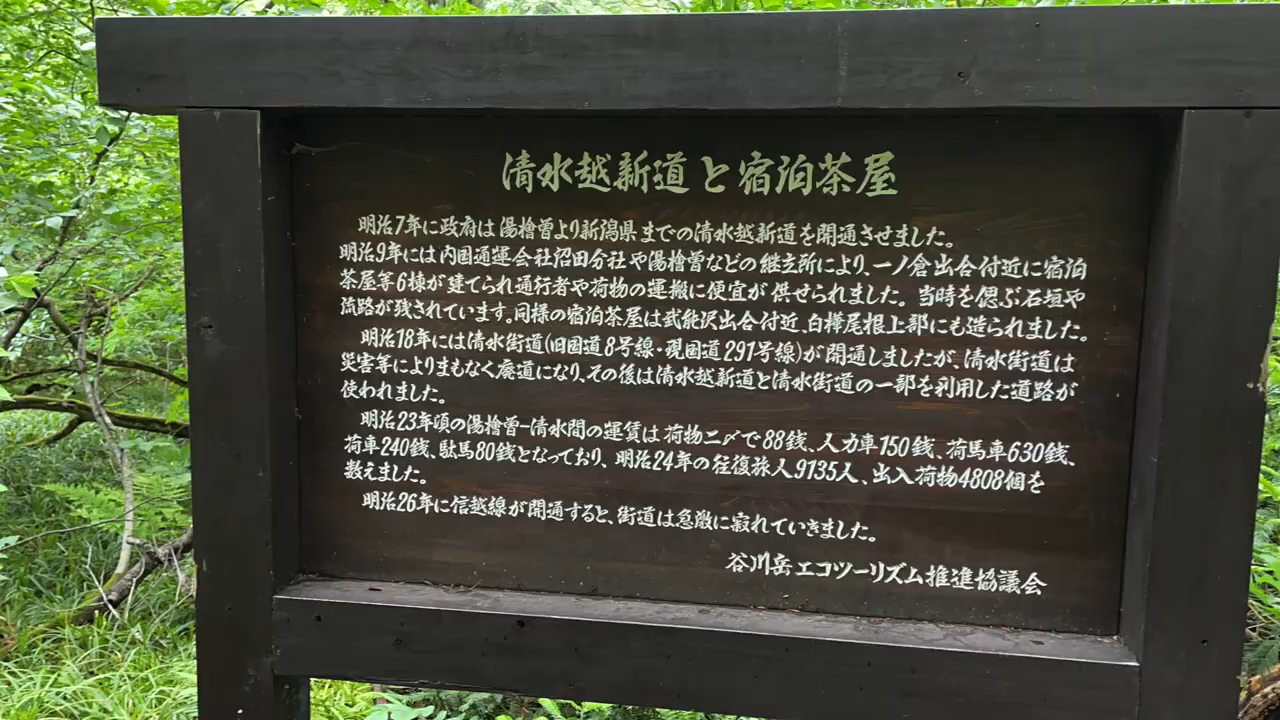 清水越新道と宿泊茶屋
明治7年に政府は湯檜曽より新潟県までの清水越新道を開通させました。
明治9年には内国通運会社沼田分社や湯檜曽などの継立所により、一ノ倉出合付近に宿泊
茶屋等6棟が建てられ通行者や荷物の運搬に便宜が供せられました。当時を偲ぶ石垣や
流路が残されています。同様の宿泊茶屋は武能沢出合付近、白樺尾根上部にも造られました。
明治18年には清水街道(旧国道8号線・現国道291号線)が開通しましたが、清水街道は
災害等によりまもなく廃道になり、その後は清水越新道と清水街道の一部を利用した道路が
使われました。
明治23年頃の湯檜曽−清水間の運賃は荷物二〆で88銭、人力車150銭、荷馬車630銭、
荷車240銭、駄馬80銭となっており、明治24年の往復旅人9135人、出入荷物4808個を
数えました。
明治26年に信越線が開通すると、街道は急激に寂れていきました。
谷川岳エコツーリズム推進協議会